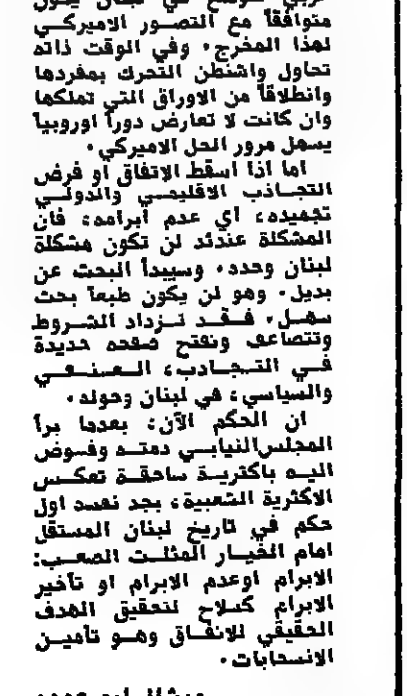 متوافقاً مع التصور الاميركي
لهذا المخرج. وفي الوقت ذاته
تحاول واشنطن التحرك بمفردها
وانطلاقاً من الاوراق التي تملكها
وان كانت لا تعارض دوراً اوروبياً
يسهل مرور الحل الاميركي.
اما اذا اسقط الاتفاق او فرض
التجاذب الاقليمي والدولي
تجميده، اي عدم ابرامه، فان
المشكلة عندئذ لن تكون مشكلة
لبنان وحده. وسيبدأ البحث عن
بديل. وهو لن يكون طبعاً بحث
سهل. فقد تزداد الشروط
وتتضاعف ونفتح صفحة جديدة
في التجاذب، العنفي
والسياسي، في لبنان وحوله.
ان الحكم الآن، بعدما برأ
المجلس النيابي ذمته وفوض
اليه باكثرية ساحقة تعكس
الاكثرية الشعبية، يجد نفسه اول
حكم في تاريخ لبنان المستقل
امام الخيار المثلث الصعب:
الابرام او عدم الابرام او تأخير
الابرام كسلاح لتحقيق الهدف
الحقيقي للاتفاق وهو تأمين
الانسحابات.